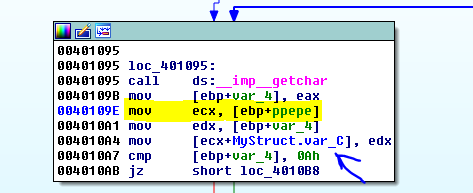 00401095
00401095 loc_401095:
00401095 call ds:__imp__getchar
0040109B mov [ebp+var_4], eax
0040109E mov ecx, [ebp+ppepe]
004010A1 mov edx, [ebp+var_4]
004010A4 mov [ecx+MyStruct.var_C], edx
004010A7 cmp [ebp+var_4], 0Ah
004010AB jz short loc_4010B8